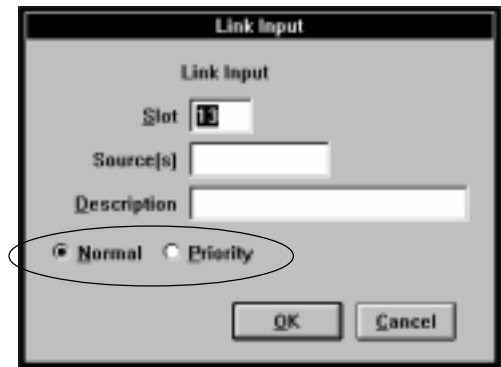 Link Input
Link Input
Slot 13
Source(s)
Description
Normal Priority
OK Cancel